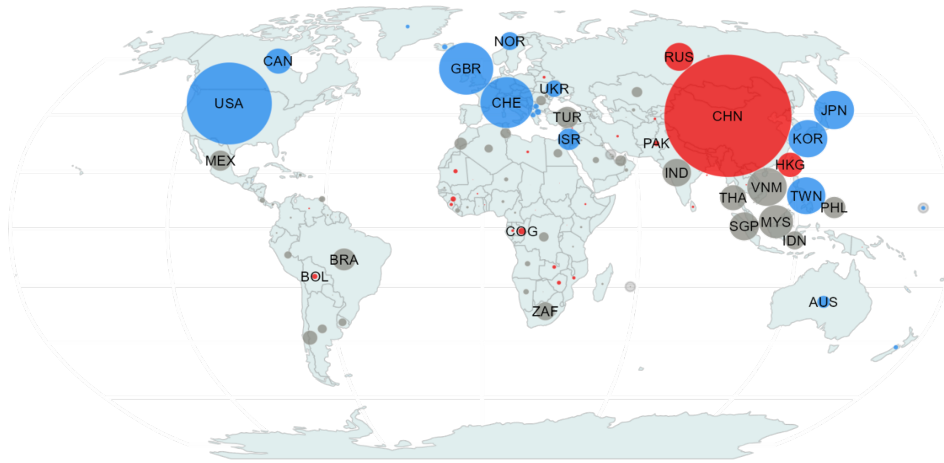 NOR
CAN
RUS
GBR
UKR
USA
CHE
JPN
TUR
CHN
ISR
KOR
PAK
MEX
HKG
IND
VNM
THA
TWN
PHL
MYS
SGP
COG
IDN
BRA
BOL
AUS
ZAF